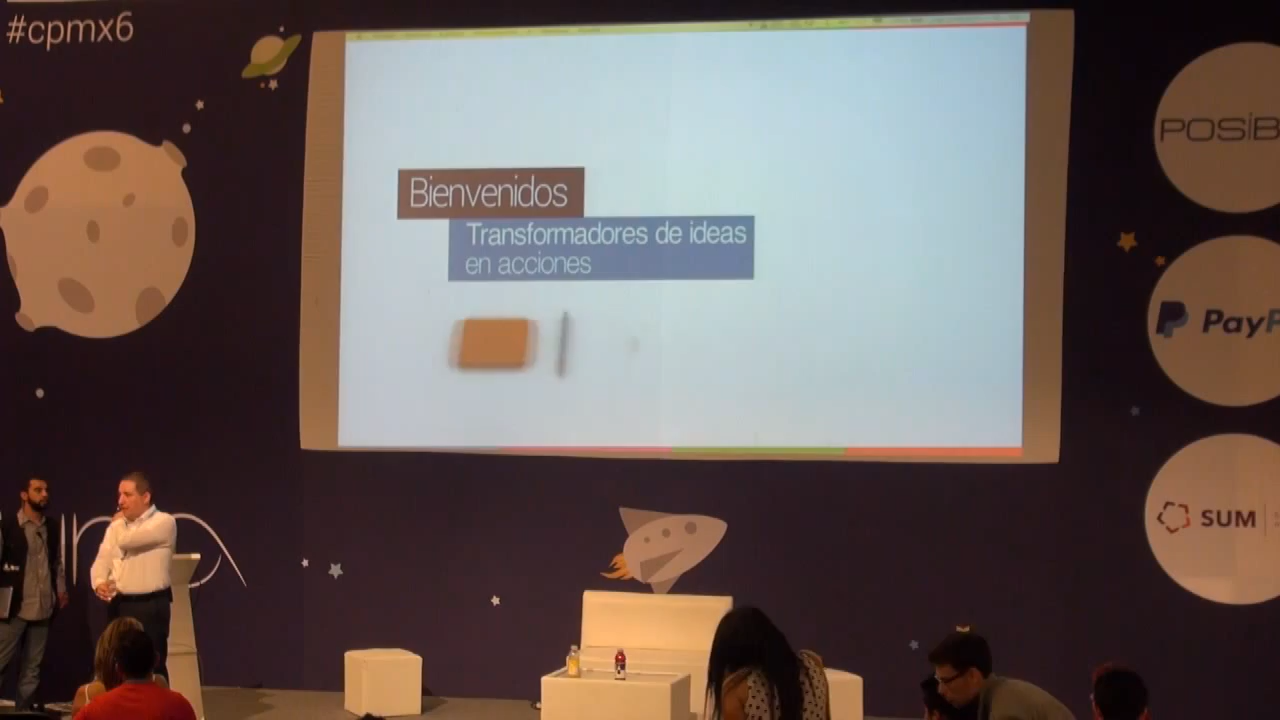 #cpmx6
Bienvenidos
Transformadores de ideas
en acciones
POSiB
PayP
SUM